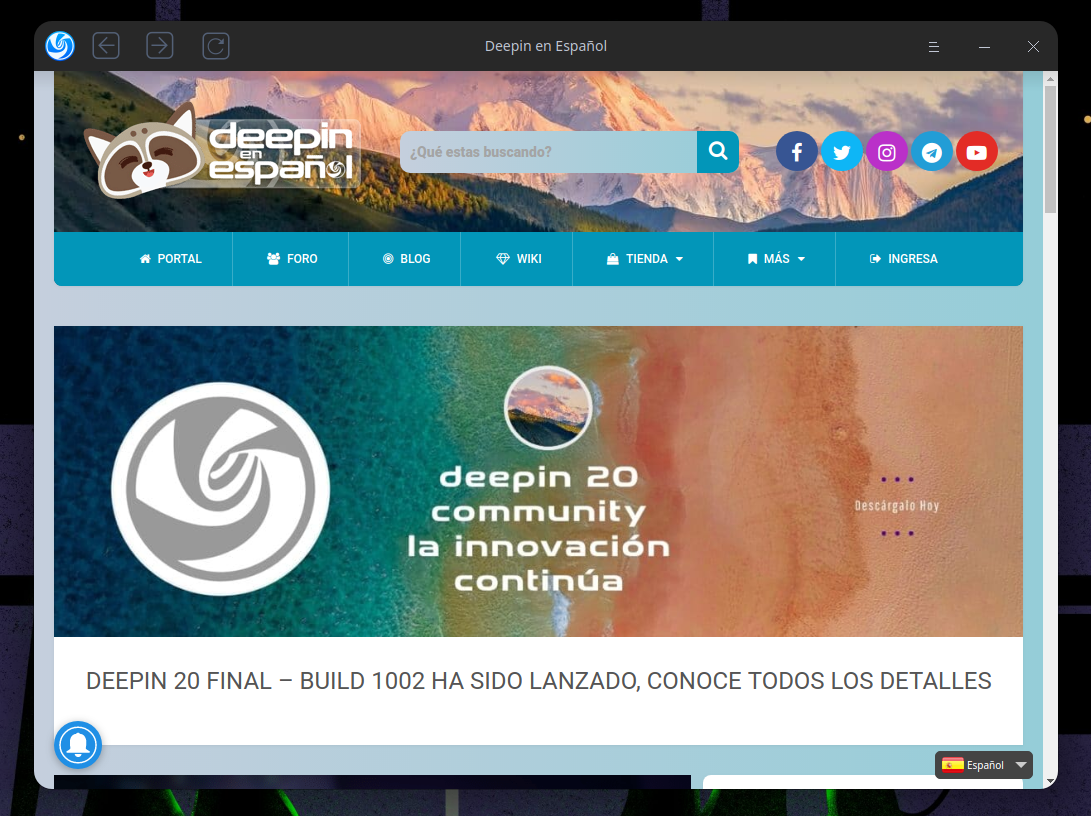 Deepin en Español
deepin
en
español
¿Qué estas buscando?
PORTAL
FORO
BLOG
WIKI
TIENDA
MÁS
INGRESA
deepin 20
community
la innovación
continúa
Descárgalo Hoy
DEEPIN 20 FINAL – BUILD 1002 HA SIDO LANZADO, CONOCE TODOS LOS DETALLES
Español